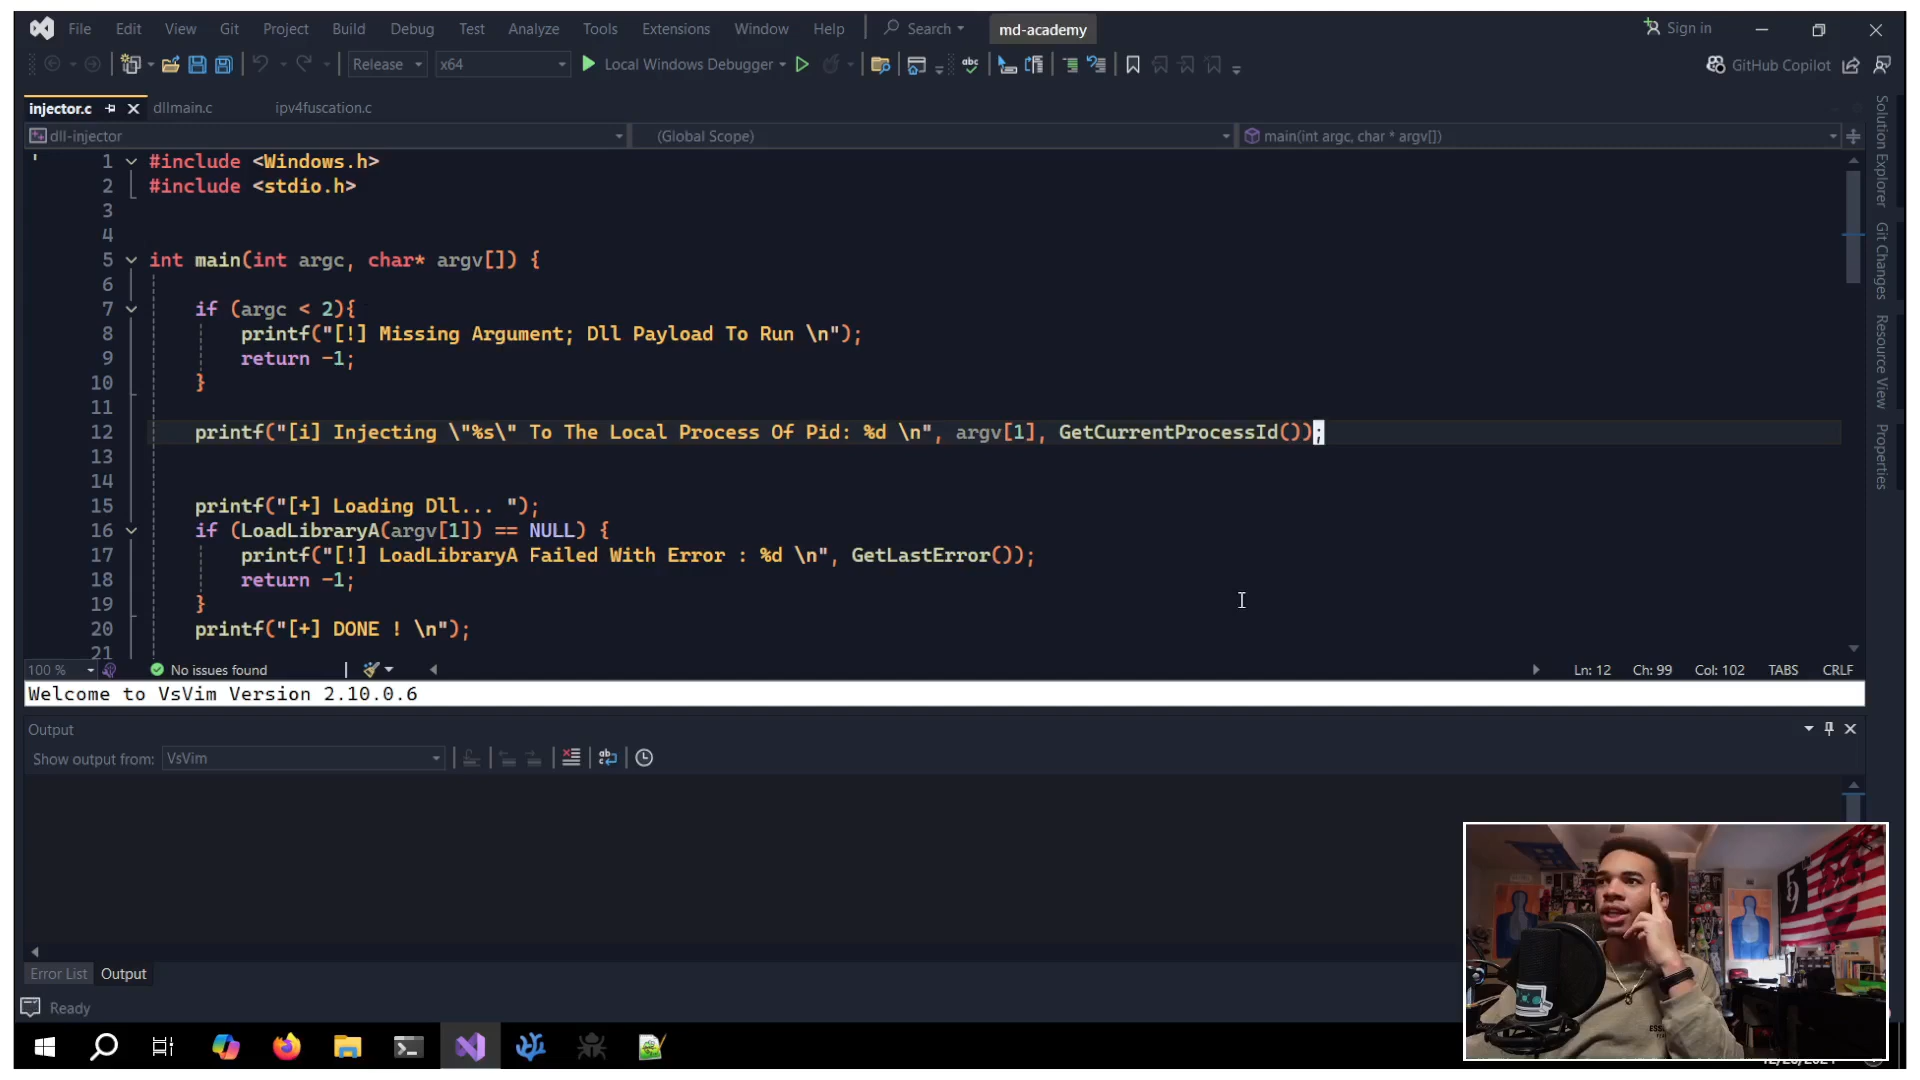 File Edit View Git Project Build Debug Test Analyze Tools Extensions Window Help Search md-academy Sign in
Release x64 Local Windows Debugger GitHub Copilot
injector.c dllmain.c ipv4fuscation.c
dll-injector (Global Scope) main(int argc, char * argv[])
1 #include <Windows.h>
2 #include <stdio.h>
3
4
5 int main(int argc, char* argv[]) {
6
7 if (argc < 2){
8 printf("[!] Missing Argument; Dll Payload To Run \n");
9 return -1;
10 }
11
12 printf("[i] Injecting \"%s\" To The Local Process Of Pid: %d \n", argv[1], GetCurrentProcessId());
13
14
15 printf("[+] Loading Dll... ");
16 if (LoadLibraryA(argv[1]) == NULL) {
17 printf("[!] LoadLibraryA Failed With Error : %d \n", GetLastError());
18 return -1;
19 }
20 printf("[+] DONE ! \n");
21
Solution Explorer
Git Changes
Resource View
Properties
100 % No issues found Ln: 12 Ch: 99 Col: 102 TABS CRLF
Welcome to VsVim Version 2.10.0.6
Output
Show output from: VsVim
Error List Output
Ready